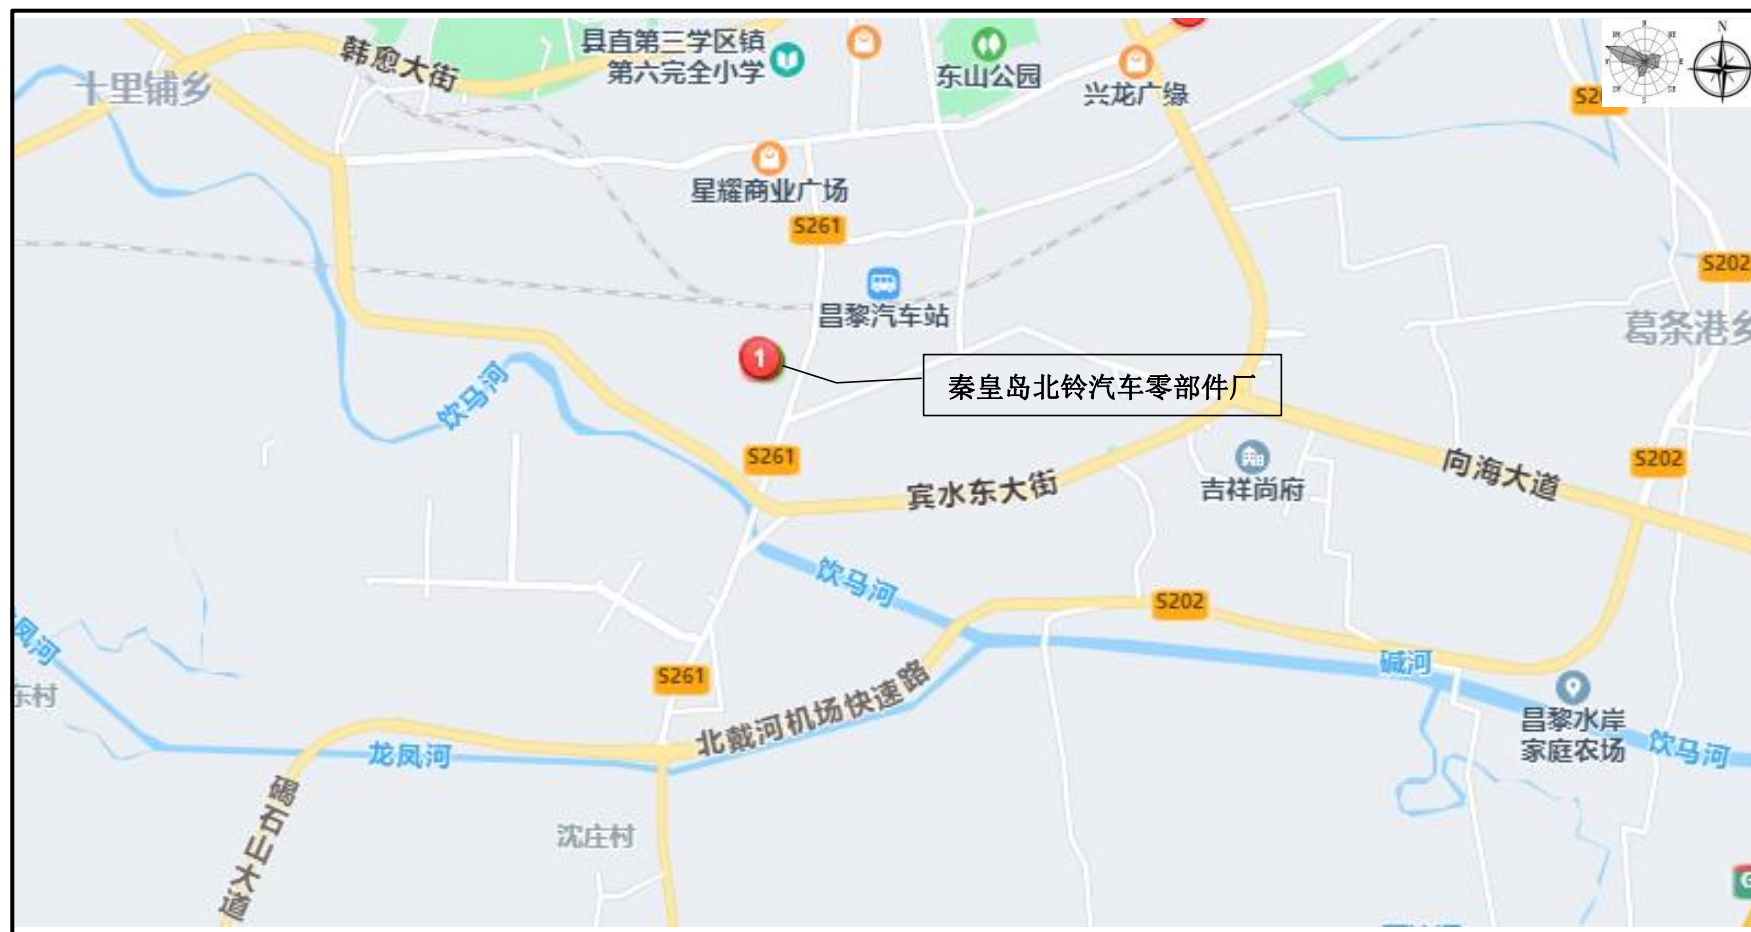 韩愈大街
县直第三学区镇
第六完全小学
十里铺乡
东山公园
兴龙广缘
N
星耀商业广场
S261
S202
昌黎汽车站
葛条港乡
1
秦皇岛北铃汽车零部件厂
饮马河
S261
宾水东大街
吉祥尚府
向海大道
S202
饮马河
S202
凤河
东村
S261
碱河
北戴河机场快速路
昌黎水岸
家庭农场
饮马河
龙凤河
碣石山大道
沈庄村